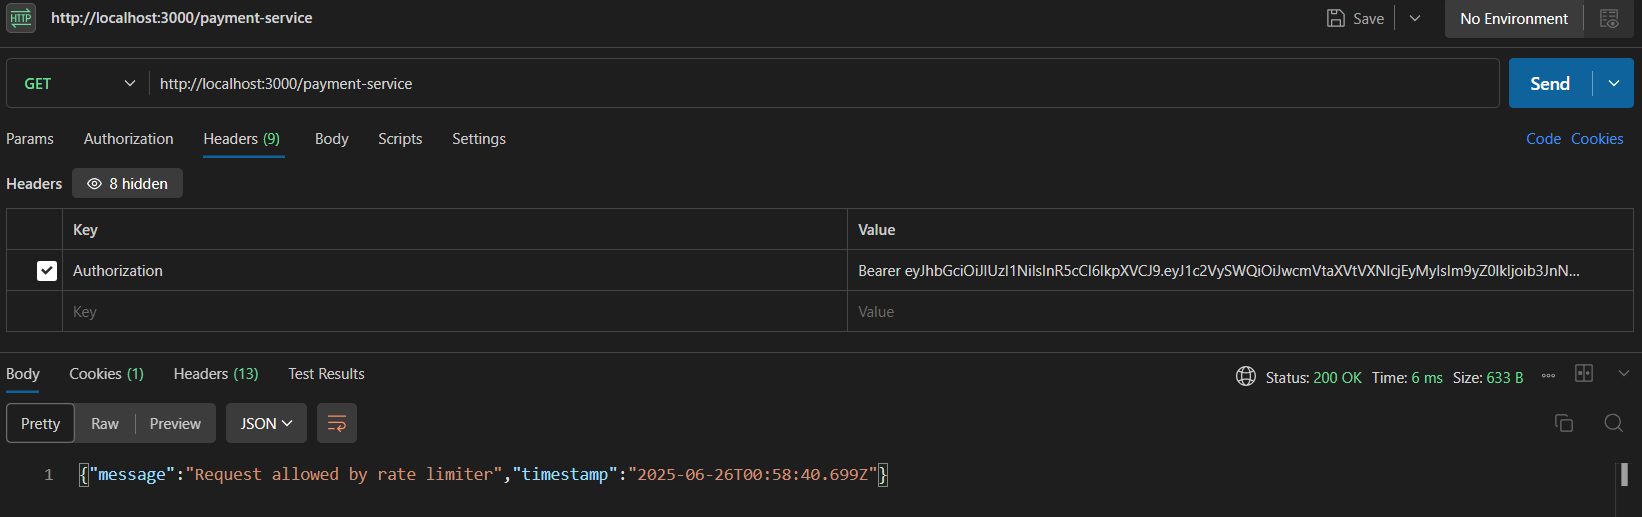 HTTP http://localhost:3000/payment-service Save No Environment
GET http://localhost:3000/payment-service Send
Params Authorization Headers (9) Body Scripts Settings Code Cookies
Headers 8 hidden
Key Value
Authorization Bearer eyJhbGciOiJIUzI1NiIsInR5cCI6IkpXVCJ9.eyJ1c2VySWQiOiJwcmVtaXVtVXNlcjEyMyIsIm9yZ0lkIjoib3JnN...
Key Value
Body Cookies (1) Headers (13) Test Results Status: 200 OK Time: 6 ms Size: 633 B
Pretty Raw Preview JSON
1 {"message":"Request allowed by rate limiter","timestamp":"2025-06-26T00:58:40.699Z"}